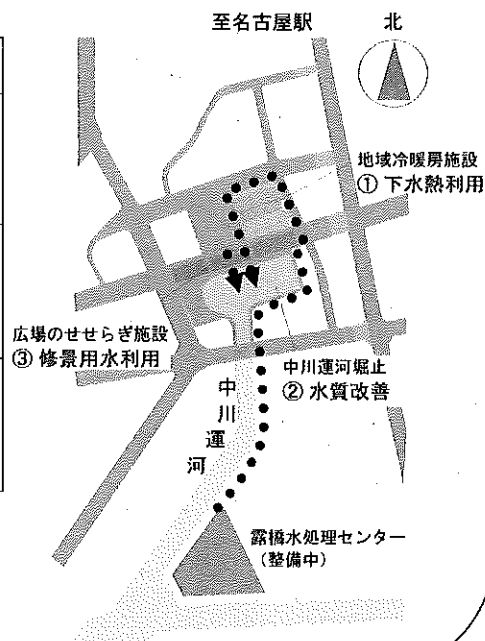 至名古屋駅
北
地域冷暖房施設
① 下水熱利用
広場のせせらぎ施設
③ 修景用水利用
中川運河堀止
② 水質改善
中川運河
露橋水処理センター
(整備中)